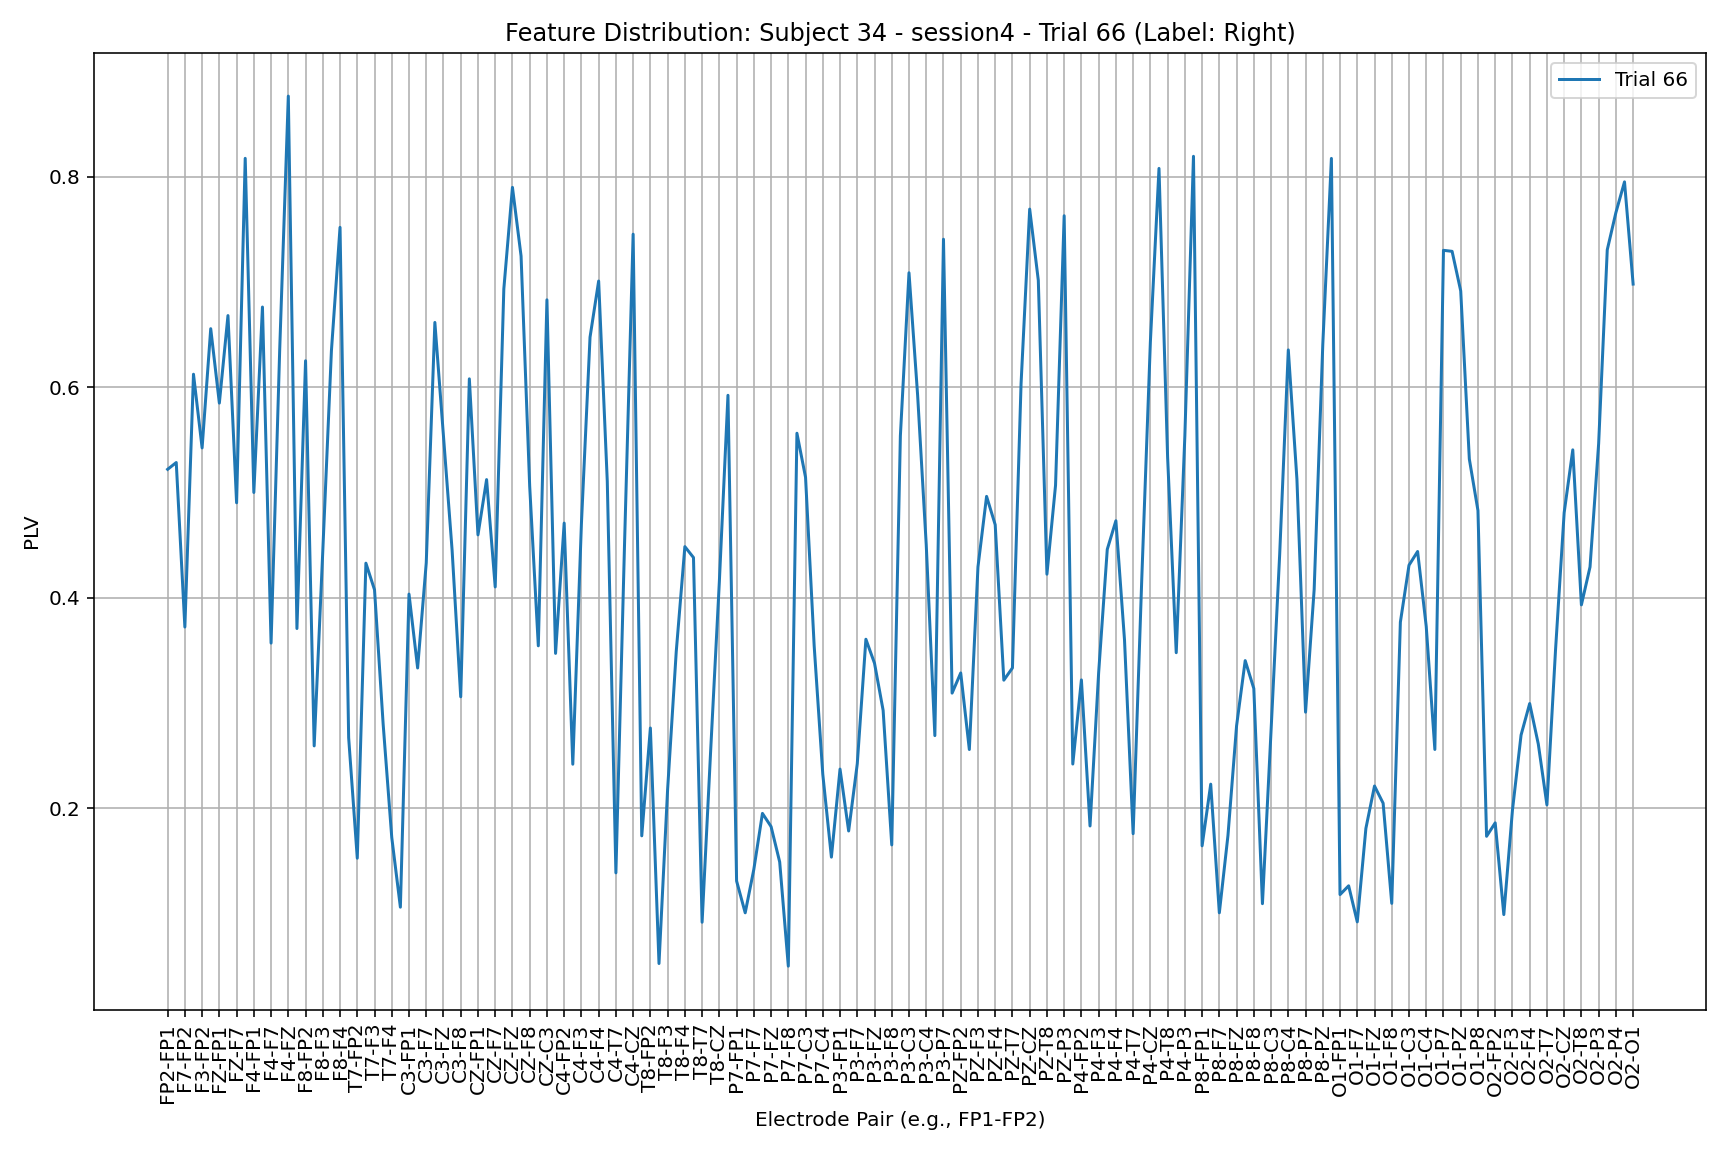 Feature Distribution: Subject 34 - session4 - Trial 66 (Label: Right)
Trial 66
PLV
0.8
0.6
0.4
0.2
FP2-FP1
F7-FP2
F3-FP2
FZ-FP1
FZ-F7
F4-FP1
F4-F7
F4-FZ
F8-FP2
F8-F3
F8-F4
T7-FP2
T7-F3
T7-F4
C3-FP1
C3-F7
C3-FZ
C3-F8
CZ-FP1
CZ-F7
CZ-FZ
CZ-F8
CZ-C3
C4-FP2
C4-F3
C4-F4
C4-T7
C4-CZ
T8-FP2
T8-F3
T8-F4
T8-T7
T8-CZ
P7-FP1
P7-F7
P7-FZ
P7-F8
P7-C3
P7-C4
P3-FP1
P3-F7
P3-FZ
P3-F8
P3-C3
P3-C4
P3-P7
PZ-FP2
PZ-F3
PZ-F4
PZ-T7
PZ-CZ
PZ-T8
PZ-P3
P4-FP2
P4-F3
P4-F4
P4-T7
P4-CZ
P4-T8
P4-P3
P8-FP1
P8-F7
P8-FZ
P8-F8
P8-C3
P8-C4
P8-P7
P8-PZ
O1-FP1
O1-F7
O1-FZ
O1-F8
O1-C3
O1-C4
O1-P7
O1-PZ
O1-P8
O2-FP2
O2-F3
O2-F4
O2-T7
O2-CZ
O2-T8
O2-P3
O2-P4
O2-O1
Electrode Pair (e.g., FP1-FP2)